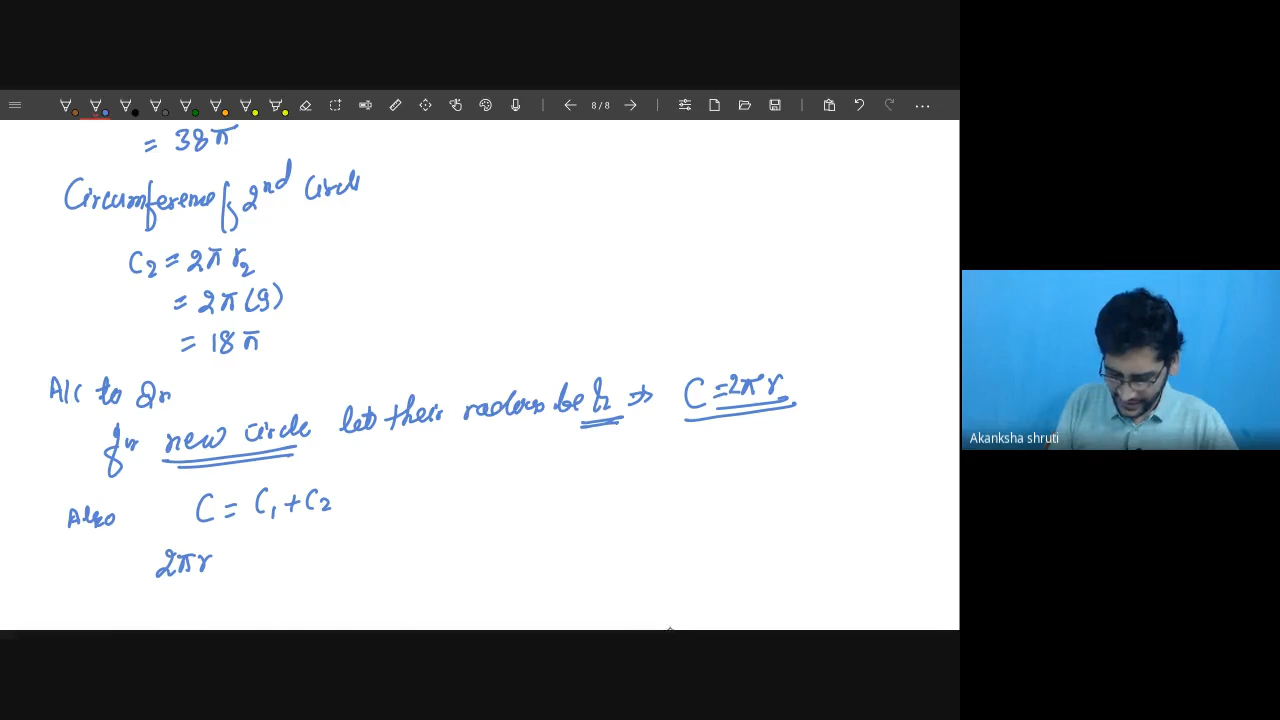 8/8
= 38π
Circumference of 2nd Circle
C2 = 2π r2
= 2π (9)
= 18π
A/c to Qn
for new circle let their radius be r ⇒ C = 2πr
Also C = C1 + C2
2πr
Akanksha shruti